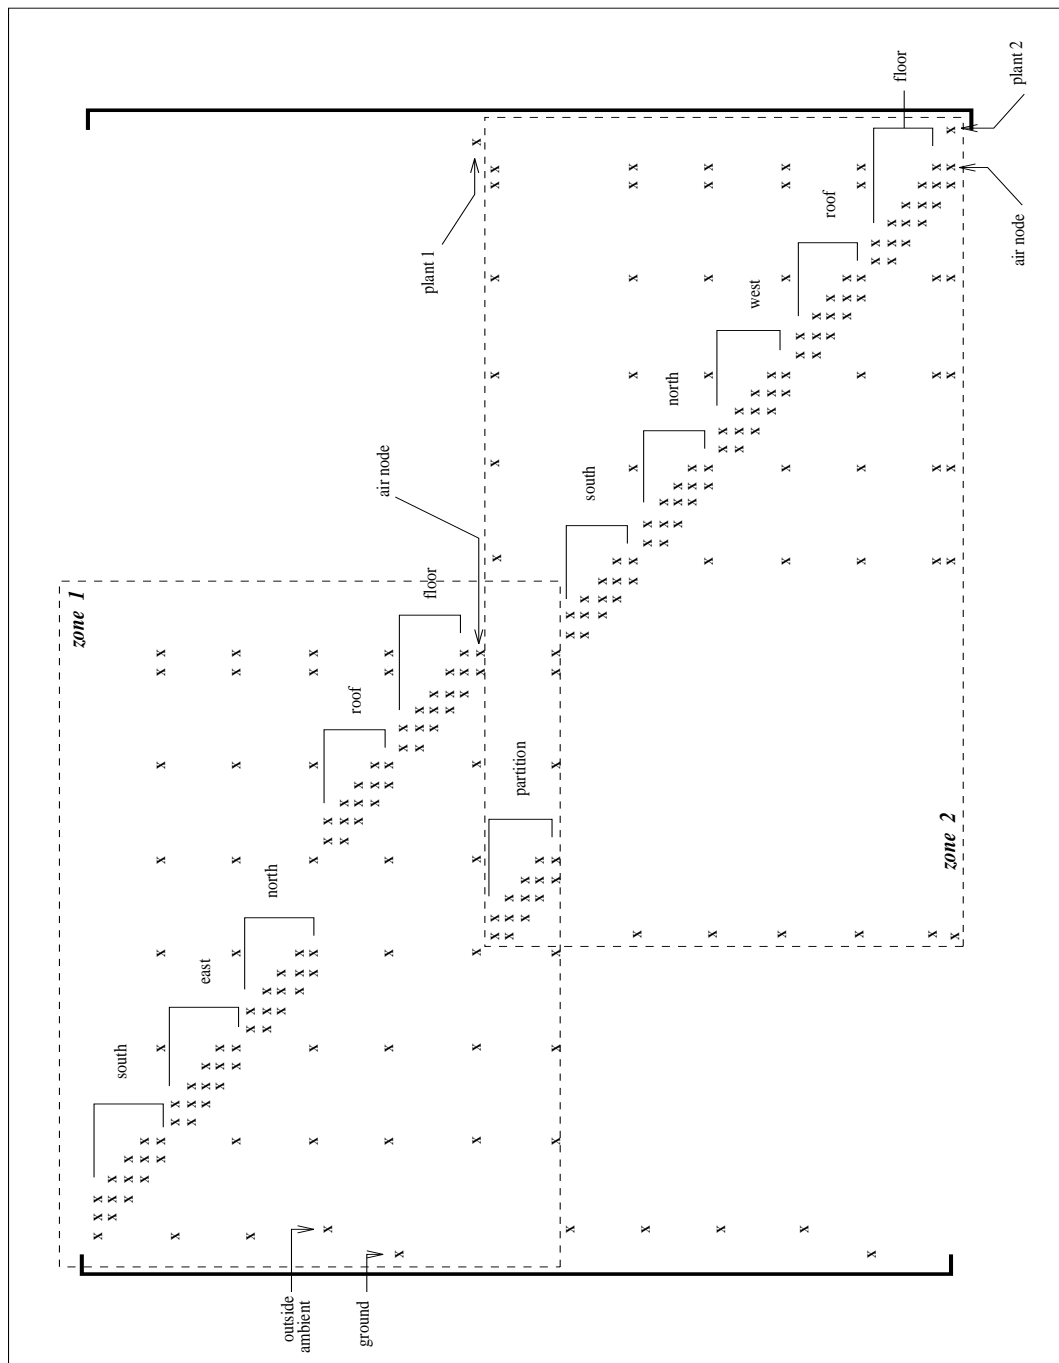 zone 1
south
east
north
outside
ambient
roof
ground
air node
floor
plant 1
partition
south
north
west
roof
floor
zone 2
air node
plant 2